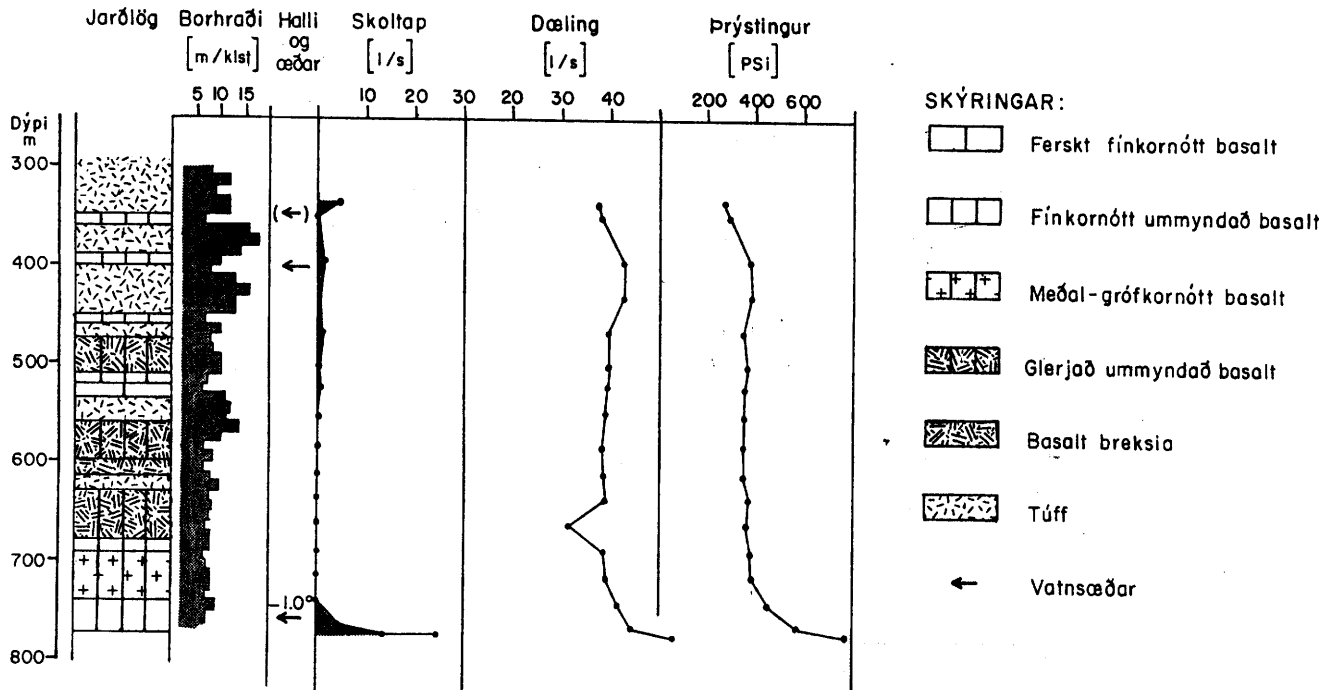 Jarðlög
Borhraði
[m/klst]
Halli
og
æðar
Skoltap
[l/s]
Dæling
[l/s]
Þrýstingur
[PSi]
5 10 15
10 20 30
20 30 40
200 400 600
Dýpi
m
300
400
500
600
700
800
(←)
←
-1.0°
←
SKÝRINGAR:
Ferskt fínkornótt basalt
Fínkornótt ummyndað basalt
Meðal-grófkornótt basalt
Glerjað ummyndað basalt
Basalt breksia
Túff
← Vatnsæðar